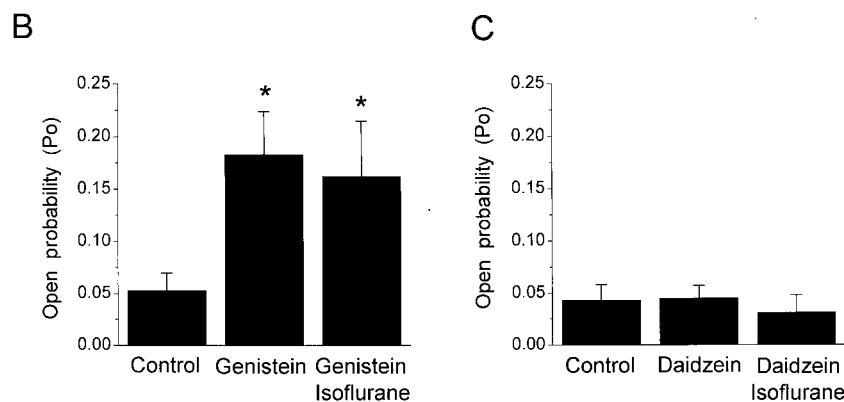 B
Open probability (Po)
0.25
0.20
0.15
0.10
0.05
0.00
*
*
Control
Genistein
Genistein
Isoflurane
C
Open probability (Po)
0.25
0.20
0.15
0.10
0.05
0.00
Control
Daidzein
Daidzein
Isoflurane